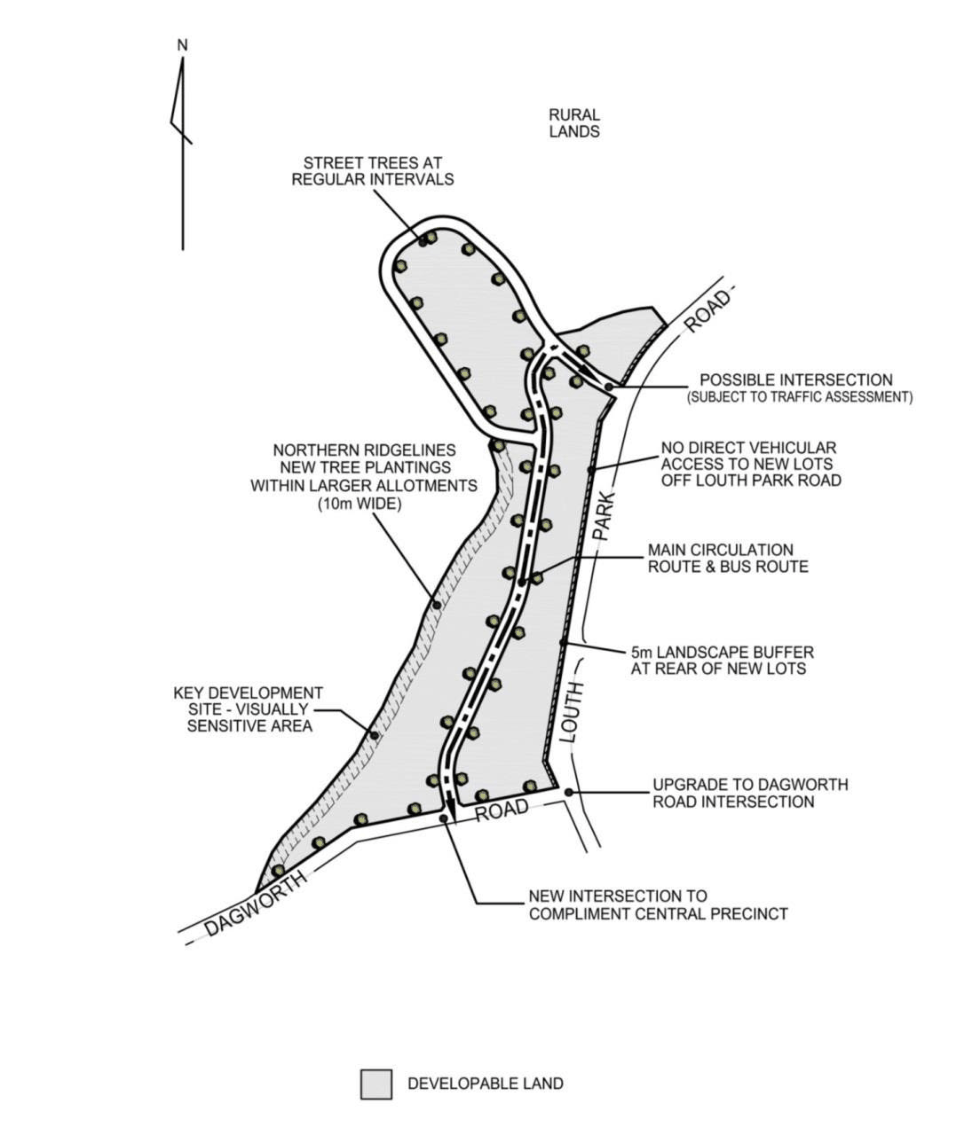 N
RURAL
LANDS
STREET TREES AT
REGULAR INTERVALS
ROAD
POSSIBLE INTERSECTION
(SUBJECT TO TRAFFIC ASSESSMENT)
NORTHERN RIDGELINES
NEW TREE PLANTINGS
WITHIN LARGER ALLOTMENTS
(10m WIDE)
NO DIRECT VEHICULAR
ACCESS TO NEW LOTS
OFF LOUTH PARK ROAD
PARK
MAIN CIRCULATION
ROUTE & BUS ROUTE
5m LANDSCAPE BUFFER
AT REAR OF NEW LOTS
KEY DEVELOPMENT
SITE - VISUALLY
SENSITIVE AREA
LOUTH
UPGRADE TO DAGWORTH
ROAD INTERSECTION
ROAD
DAGWORTH
NEW INTERSECTION TO
COMPLIMENT CENTRAL PRECINCT
DEVELOPABLE LAND